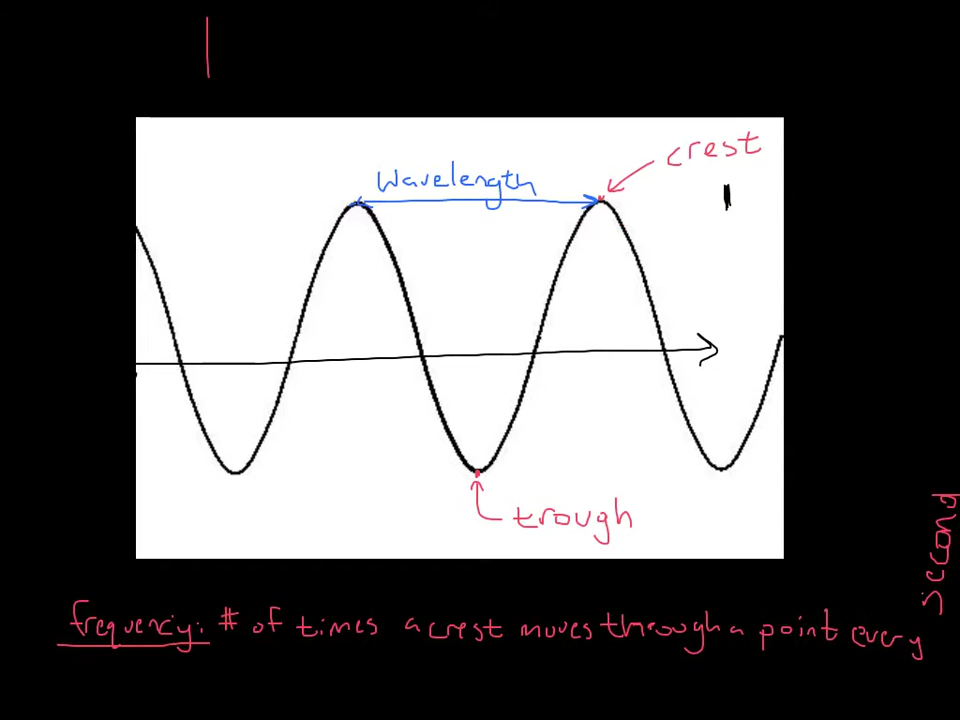 crest
Wavelength
trough
frequency: # of times a crest moves through a point every
second